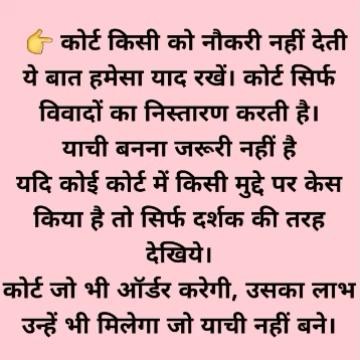 👉 कोर्ट किसी को नौकरी नहीं देती
ये बात हमेसा याद रखें। कोर्ट सिर्फ
विवादों का निस्तारण करती है।
याची बनना जरूरी नहीं है
यदि कोई कोर्ट में किसी मुद्दे पर केस
किया है तो सिर्फ दर्शक की तरह
देखिये।
कोर्ट जो भी ऑर्डर करेगी, उसका लाभ
उन्हें भी मिलेगा जो याची नहीं बने।